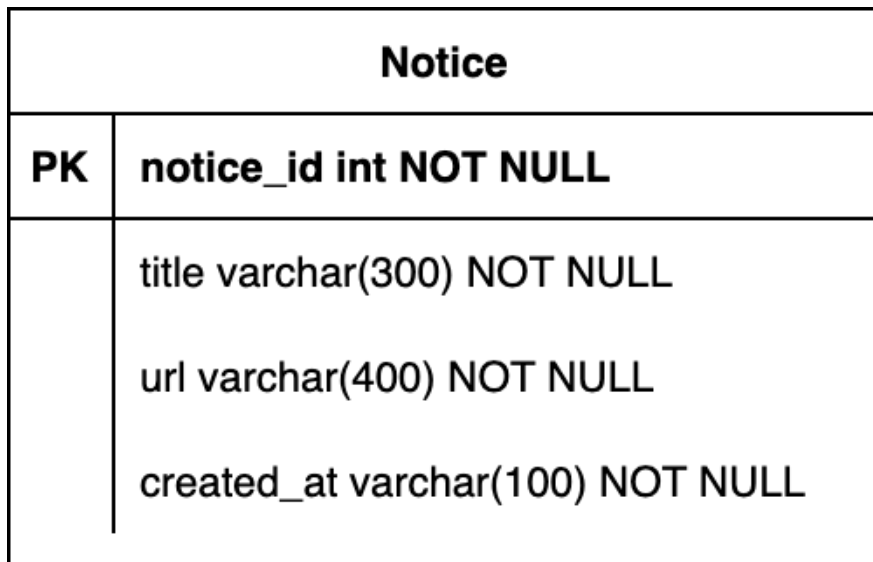 Notice
PK notice_id int NOT NULL
title varchar(300) NOT NULL
url varchar(400) NOT NULL
created_at varchar(100) NOT NULL